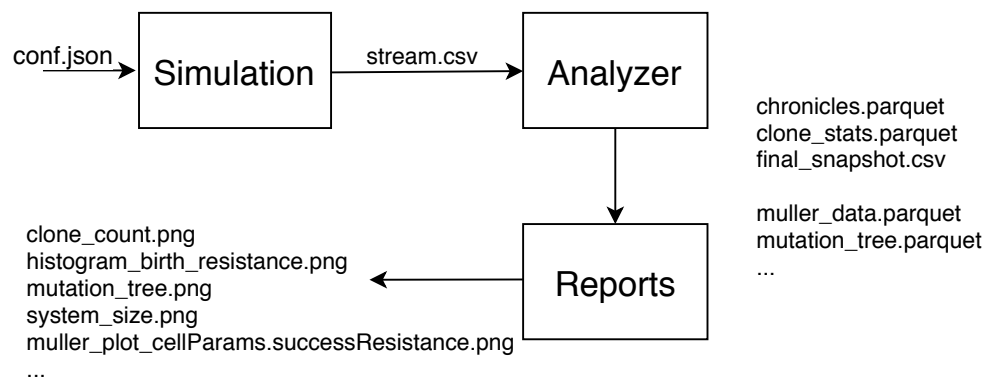 conf.json
Simulation
stream.csv
Analyzer
chronicles.parquet
clone_stats.parquet
final_snapshot.csv
muller_data.parquet
mutation_tree.parquet
...
Reports
clone_count.png
histogram_birth_resistance.png
mutation_tree.png
system_size.png
muller_plot_cellParams.successResistance.png
...